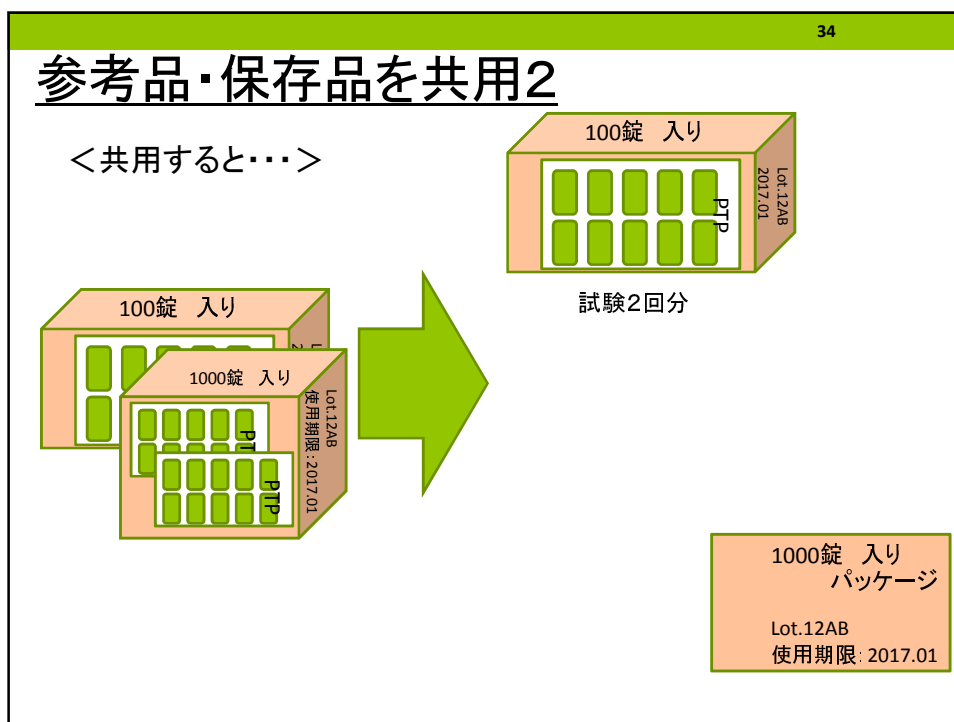 34
参考品・保存品を共用2
＜共用すると・・・＞
100錠　入り
PTP
Lot.12AB
2017.01
試験２回分
100錠　入り
1000錠　入り
PT
PTP
Lot.12AB
使用期限：2017.01
1000錠　入り
パッケージ
Lot.12AB
使用期限：2017.01